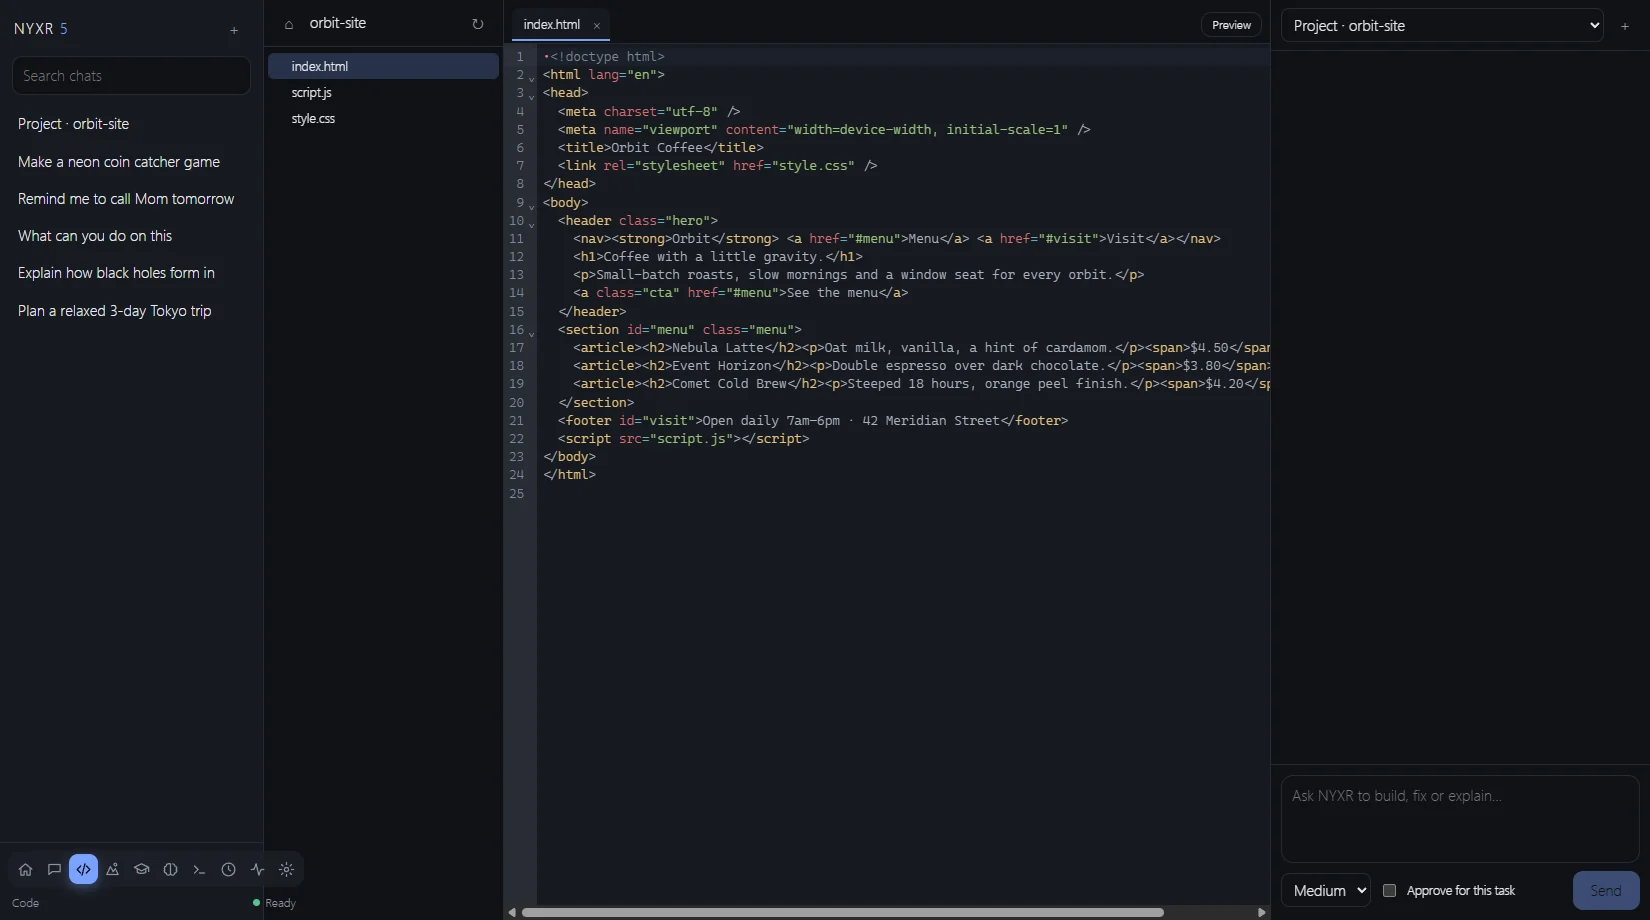 NYXR 5
+
Search chats
Project · orbit-site
Make a neon coin catcher game
Remind me to call Mom tomorrow
What can you do on this
Explain how black holes form in
Plan a relaxed 3-day Tokyo trip
Code
Ready
orbit-site
index.html
script.js
style.css
index.html ×
Preview
1 <!doctype html>
2 <html lang="en">
3 <head>
4 <meta charset="utf-8" />
5 <meta name="viewport" content="width=device-width, initial-scale=1" />
6 <title>Orbit Coffee</title>
7 <link rel="stylesheet" href="style.css" />
8 </head>
9 <body>
10 <header class="hero">
11 <nav><strong>Orbit</strong> <a href="#menu">Menu</a> <a href="#visit">Visit</a></nav>
12 <h1>Coffee with a little gravity.</h1>
13 <p>Small-batch roasts, slow mornings and a window seat for every orbit.</p>
14 <a class="cta" href="#menu">See the menu</a>
15 </header>
16 <section id="menu" class="menu">
17 <article><h2>Nebula Latte</h2><p>Oat milk, vanilla, a hint of cardamom.</p><span>$4.50</span
18 <article><h2>Event Horizon</h2><p>Double espresso over dark chocolate.</p><span>$3.80</span>
19 <article><h2>Comet Cold Brew</h2><p>Steeped 18 hours, orange peel finish.</p><span>$4.20</sp
20 </section>
21 <footer id="visit">Open daily 7am–6pm · 42 Meridian Street</footer>
22 <script src="script.js"></script>
23 </body>
24 </html>
25
Project · orbit-site
+
Ask NYXR to build, fix or explain...
Medium
Approve for this task
Send